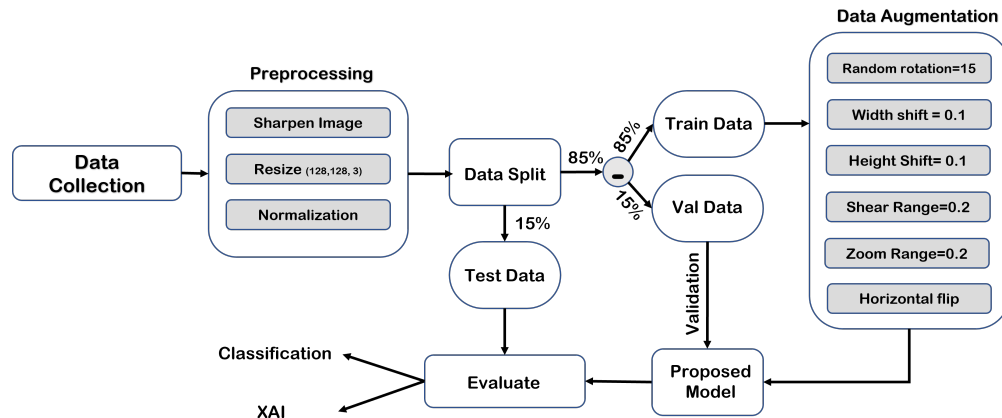 Data Augmentation
Preprocessing
Random rotation=15
Sharpen Image
Width shift = 0.1
Train Data
85%
Data
Collection
Resize (128,128, 3)
Data Split
85%
-
Height Shift= 0.1
15%
Normalization
Val Data
Shear Range=0.2
15%
Test Data
Zoom Range=0.2
Validation
Horizontal flip
Classification
Evaluate
Proposed
Model
XAI